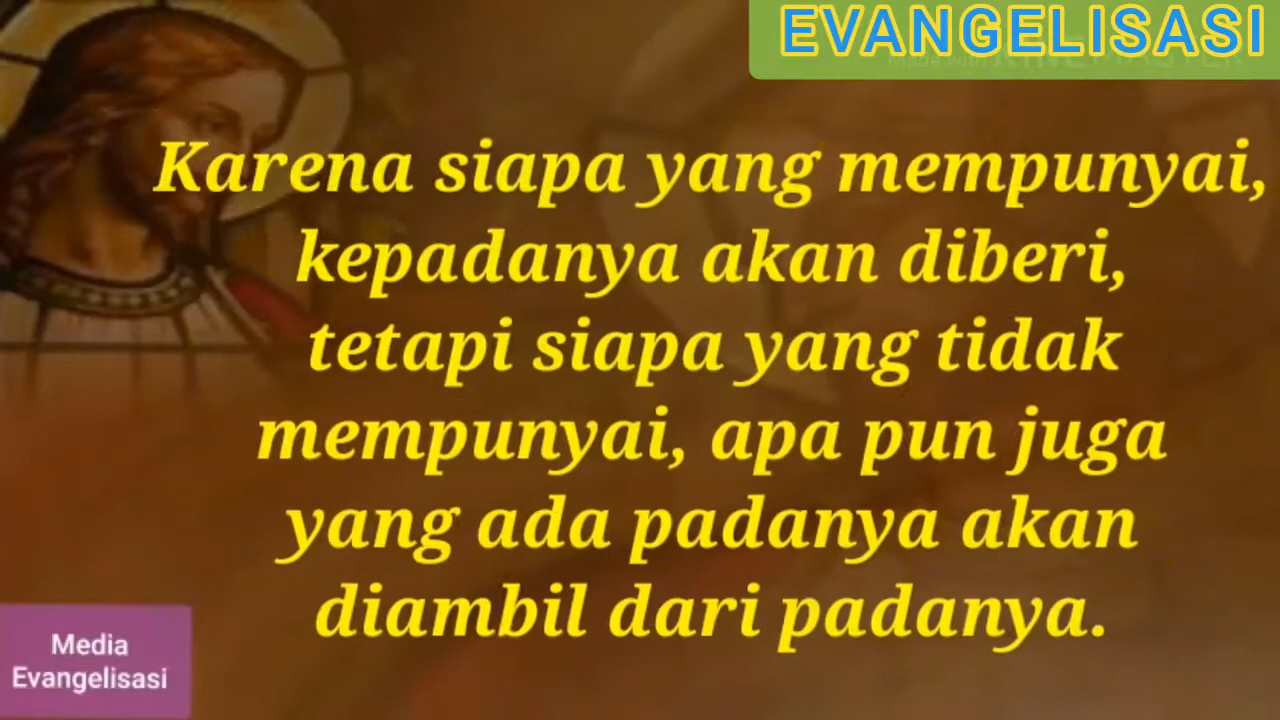 EVANGELISASI
Karena siapa yang mempunyai,
kepadanya akan diberi,
tetapi siapa yang tidak
mempunyai, apa pun juga
yang ada padanya akan
diambil dari padanya.
Media
Evangelisasi